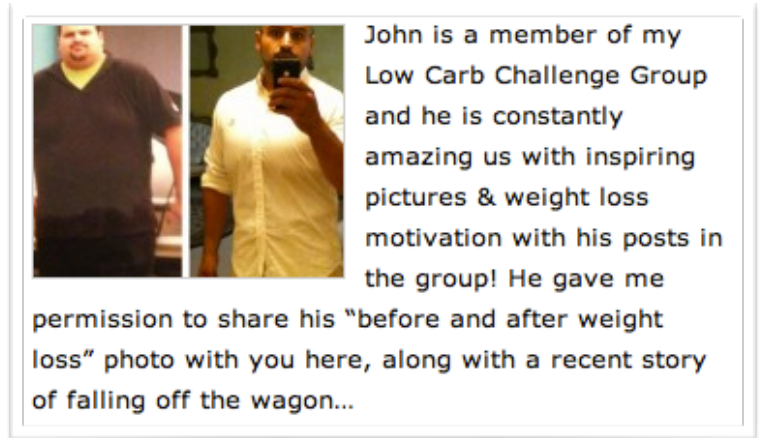 John is a member of my
Low Carb Challenge Group
and he is constantly
amazing us with inspiring
pictures & weight loss
motivation with his posts in
the group! He gave me
permission to share his “before and after weight
loss” photo with you here, along with a recent story
of falling off the wagon...